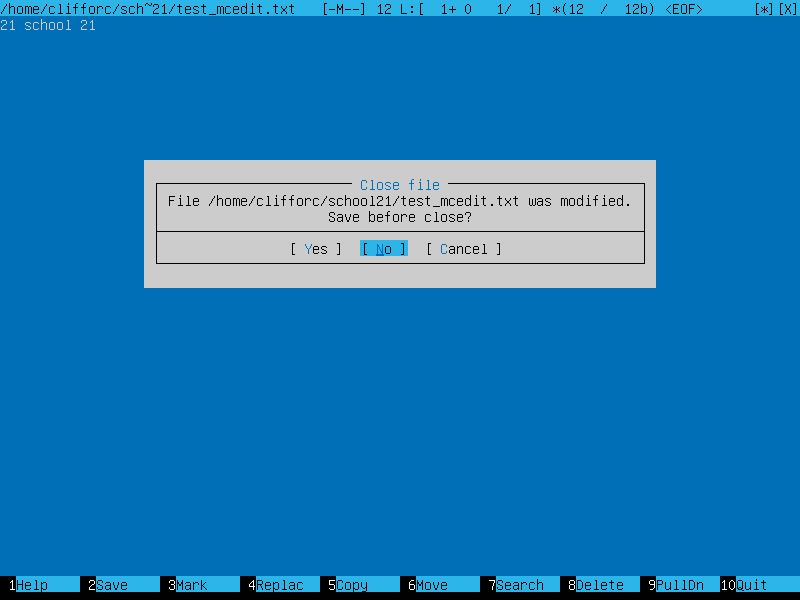 /home/clifforc/sch~21/test_mcedit.txt [-M--] 12 L:[ 1+ 0 1/ 1] *(12 / 12b) <EOF> [*][X]
21 school 21
Close file
File /home/clifforc/school21/test_mcedit.txt was modified.
Save before close?
[ Yes ] [ No ] [ Cancel ]
1Help 2Save 3Mark 4Replac 5Copy 6Move 7Search 8Delete 9PullDn 10Quit